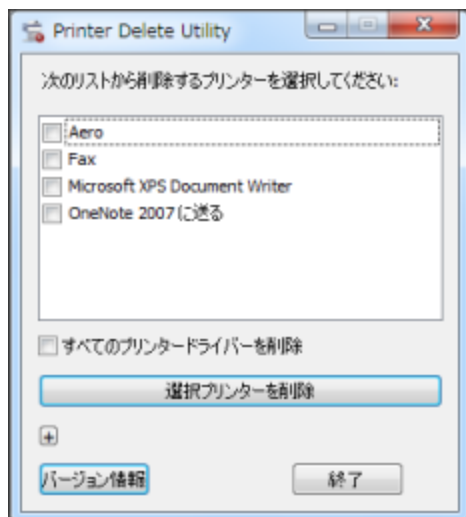 Printer Delete Utility
次のリストから削除するプリンターを選択してください:
Aero
Fax
Microsoft XPS Document Writer
OneNote 2007 に送る
すべてのプリンタードライバーを削除
選択プリンターを削除
バージョン情報
終了